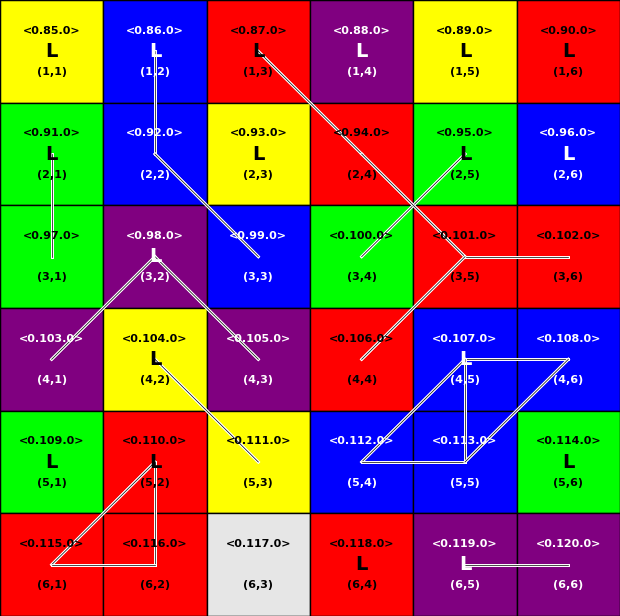 <0.85.0> <0.86.0> <0.87.0> <0.88.0> <0.89.0> <0.90.0>
L L L L L L
(1,1) (1,2) (1,3) (1,4) (1,5) (1,6)
<0.91.0> <0.92.0> <0.93.0> <0.94.0> <0.95.0> <0.96.0>
L L L L
(2,1) (2,2) (2,3) (2,4) (2,5) (2,6)
<0.97.0> <0.98.0> <0.99.0> <0.100.0> <0.101.0> <0.102.0>
L
(3,1) (3,2) (3,3) (3,4) (3,5) (3,6)
<0.103.0> <0.104.0> <0.105.0> <0.106.0> <0.107.0> <0.108.0>
L L
(4,1) (4,2) (4,3) (4,4) (4,5) (4,6)
<0.109.0> <0.110.0> <0.111.0> <0.112.0> <0.113.0> <0.114.0>
L L L
(5,1) (5,2) (5,3) (5,4) (5,5) (5,6)
<0.115.0> <0.116.0> <0.117.0> <0.118.0> <0.119.0> <0.120.0>
L L
(6,1) (6,2) (6,3) (6,4) (6,5) (6,6)